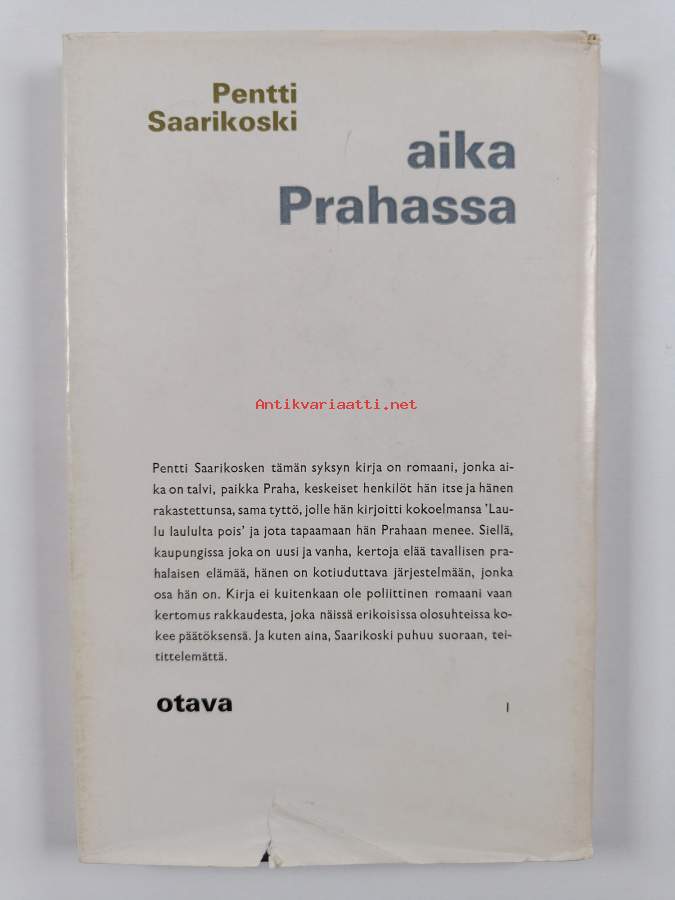 Pentti
Saarikoski
aika
Prahassa
Antikvariaatti.net
Pentti Saarikosken tämän syksyn kirja on romaani, jonka ai-
ka on talvi, paikka Praha, keskeiset henkilöt hän itse ja hänen
rakastettunsa, sama tyttö, jolle hän kirjoitti kokoelmansa 'Lau-
lu laululta pois' ja jota tapaamaan hän Prahaan menee. Siellä,
kaupungissa joka on uusi ja vanha, kertoja elää tavallisen pra-
halaisen elämää, hänen on kotiuduttava järjestelmään, jonka
osa hän on. Kirja ei kuitenkaan ole poliittinen romaani vaan
kertomus rakkaudesta, joka näissä erikoisissa olosuhteissa ko-
kee päätöksensä. Ja kuten aina, Saarikoski puhuu suoraan, tei-
tittelemättä.
otava
I